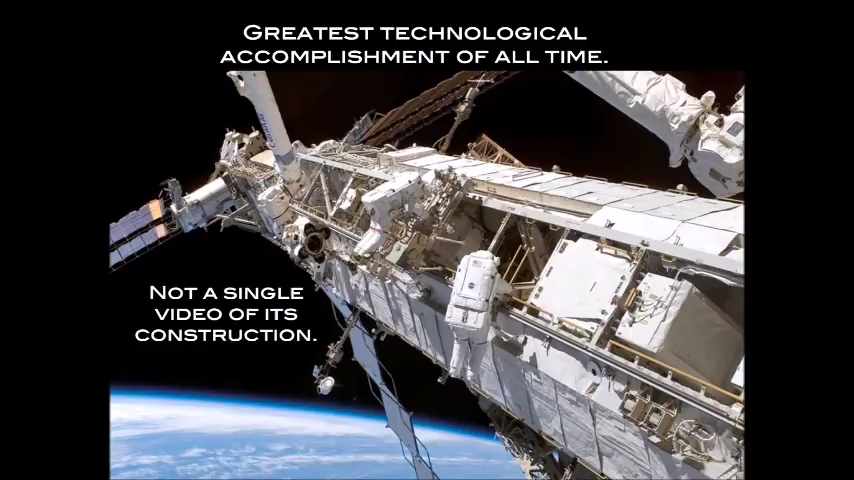 Greatest technological
accomplishment of all time.
Not a single
video of its
construction.